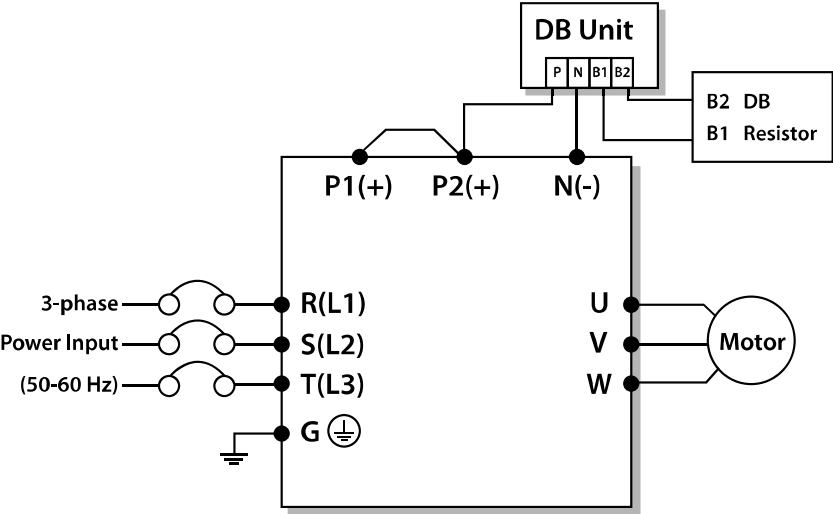 DB Unit
P N B1 B2
B2 DB
B1 Resistor
P1(+) P2(+) N(-)
3-phase R(L1) U
Power Input S(L2) V Motor
(50-60 Hz) T(L3) W
G